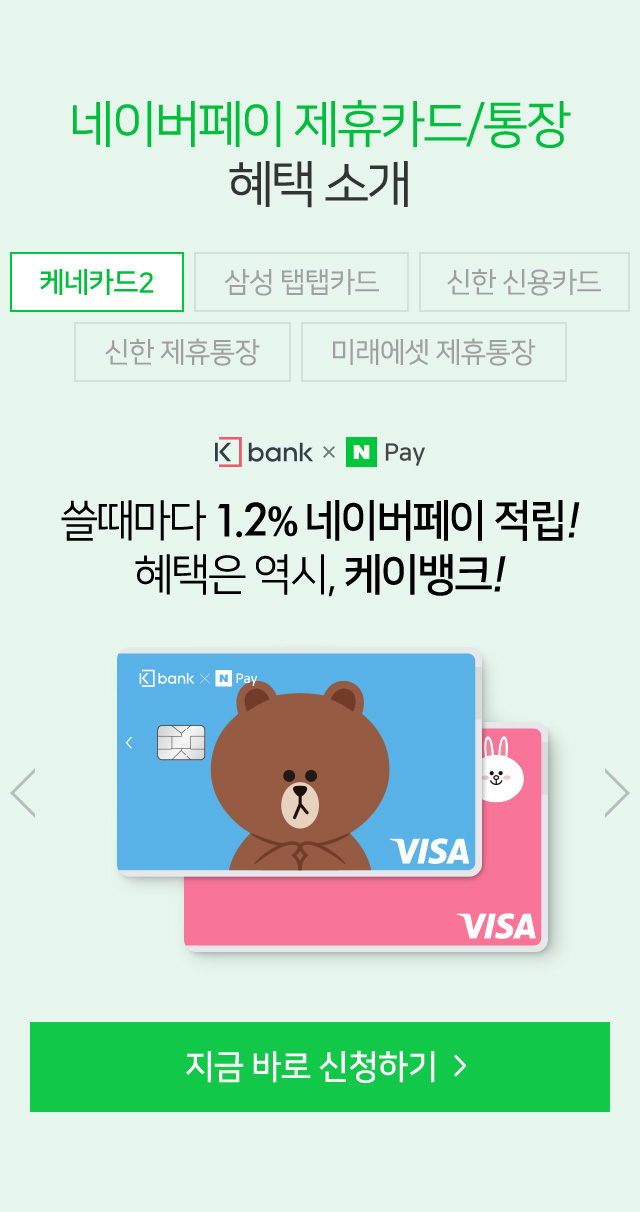 네이버페이 제휴카드/통장
혜택 소개
케네카드2 삼성 탭탭카드 신한 신용카드
신한 제휴통장 미래에셋 제휴통장
K bank × N Pay
쓸때마다 1.2% 네이버페이 적립!
혜택은 역시, 케이뱅크!
K bank × N Pay
VISA
VISA
지금 바로 신청하기 >